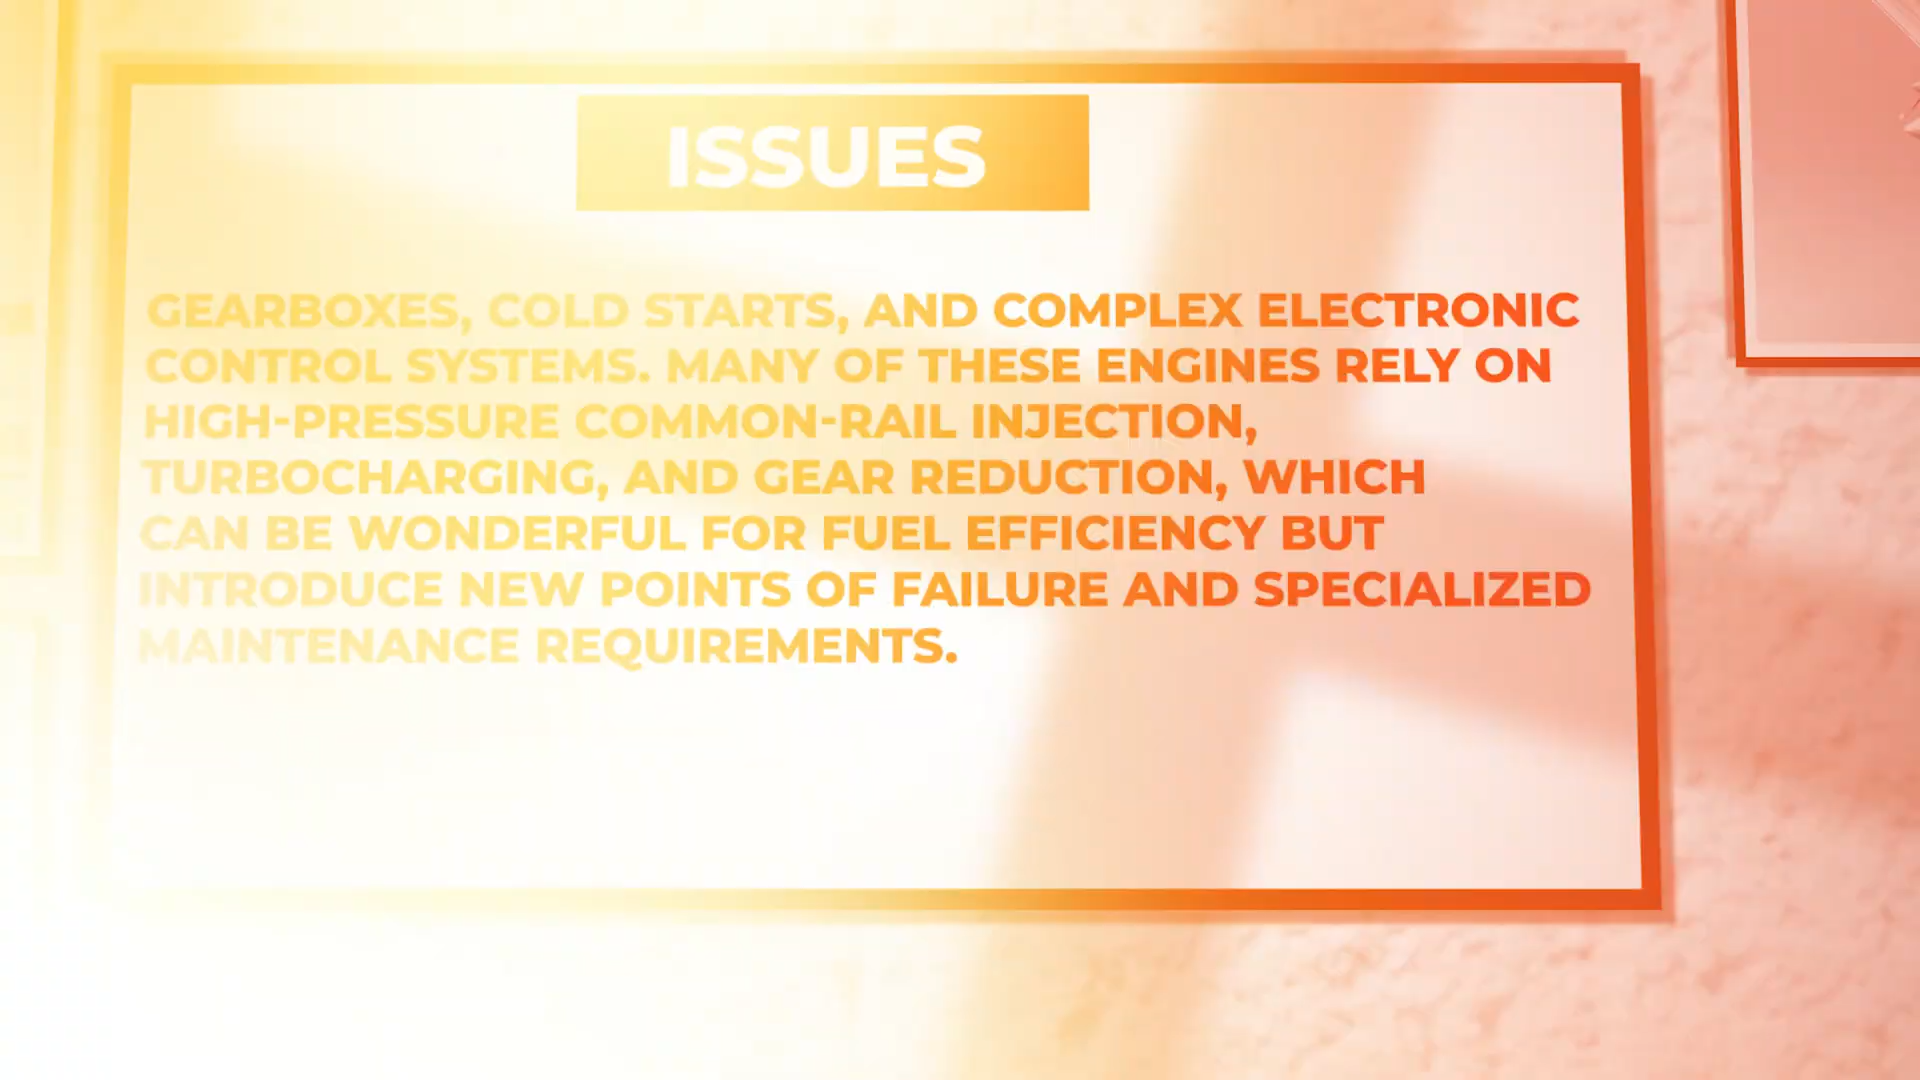 ISSUES
GEARBOXES, COLD STARTS, AND COMPLEX ELECTRONIC
CONTROL SYSTEMS. MANY OF THESE ENGINES RELY ON
HIGH-PRESSURE COMMON-RAIL INJECTION,
TURBOCHARGING, AND GEAR REDUCTION, WHICH
CAN BE WONDERFUL FOR FUEL EFFICIENCY BUT
INTRODUCE NEW POINTS OF FAILURE AND SPECIALIZED
MAINTENANCE REQUIREMENTS.